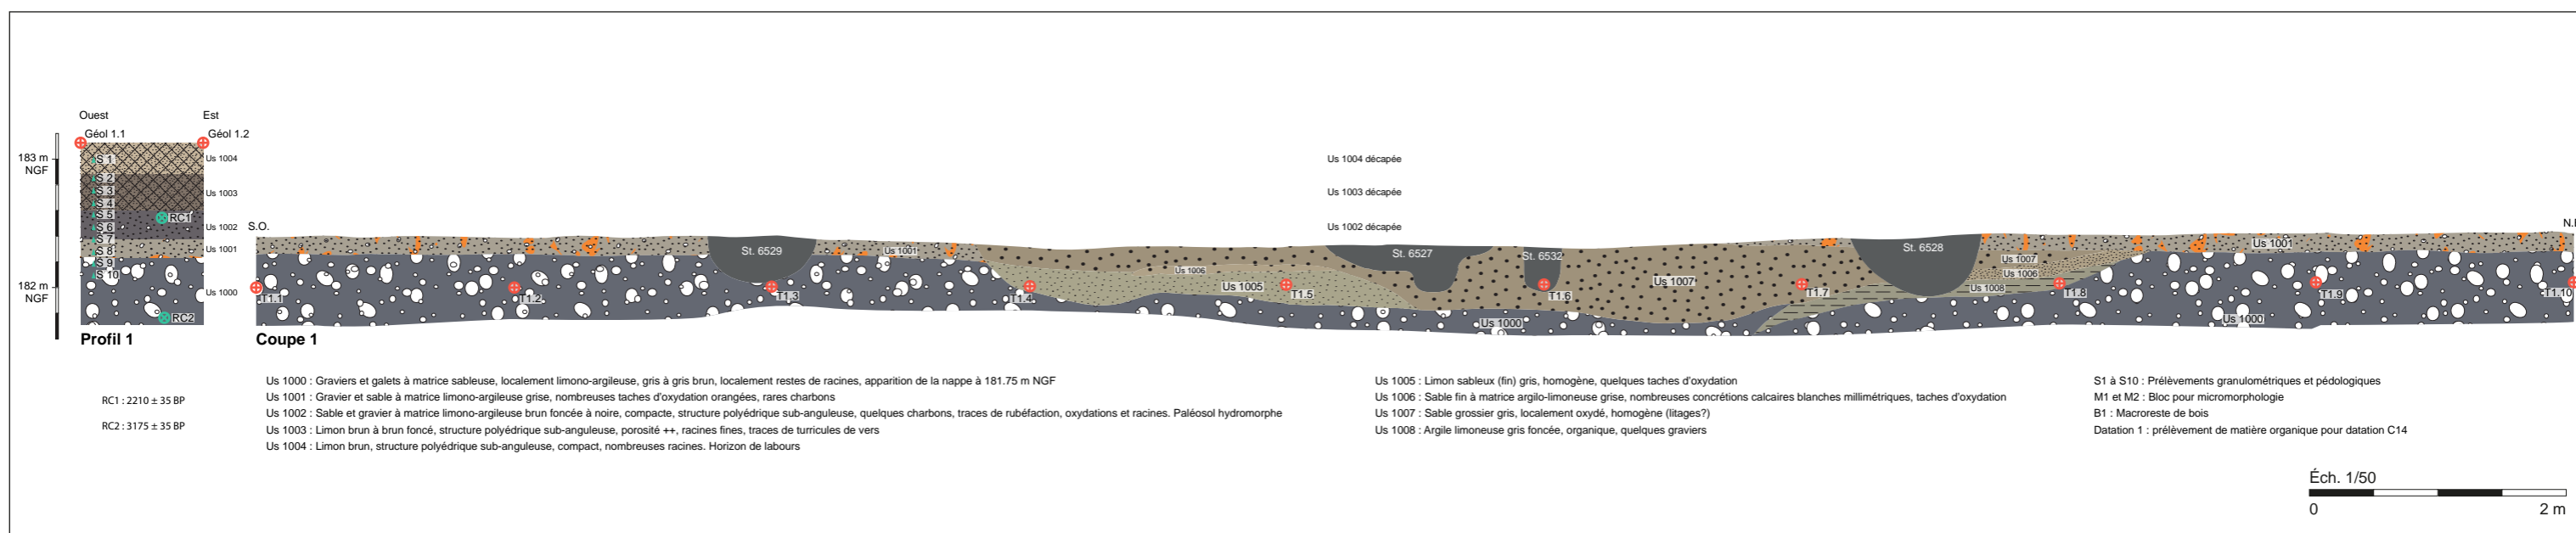 Ouest
Est
Géol 1.1
Géol 1.2
183 m
NGF
182 m
NGF
S 1
S 2
S 3
S 4
S 5
S 6
S 7
S 8
S 9
S 10
RC1
RC2
Us 1004
Us 1003
Us 1002
Us 1001
Us 1000
Profil 1
Us 1004 décapée
Us 1003 décapée
Us 1002 décapée
S.O.
St. 6529
Us 1001
Us 1006
Us 1005
St. 6527
St. 6532
Us 1007
Us 1000
St. 6528
Us 1007
Us 1006
Us 1008
Us 1001
Us 1000
T1.1
T1.2
T1.3
T1.4
T1.5
T1.6
T1.7
T1.8
T1.9
T1.10
Coupe 1
RC1 : 2210 ± 35 BP
RC2 : 3175 ± 35 BP
Us 1000 : Graviers et galets à matrice sableuse, localement limono-argileuse, gris à gris brun, localement restes de racines, apparition de la nappe à 181.75 m NGF
Us 1001 : Gravier et sable à matrice limono-argileuse grise, nombreuses taches d'oxydation orangées, rares charbons
Us 1002 : Sable et gravier à matrice limono-argileuse brun foncée à noire, compacte, structure polyédrique sub-anguleuse, quelques charbons, traces de rubéfaction, oxydations et racines. Paléosol hydromorphe
Us 1003 : Limon brun à brun foncé, structure polyédrique sub-anguleuse, porosité ++, racines fines, traces de turricules de vers
Us 1004 : Limon brun, structure polyédrique sub-anguleuse, compact, nombreuses racines. Horizon de labours
Us 1005 : Limon sableux (fin) gris, homogène, quelques taches d'oxydation
Us 1006 : Sable fin à matrice argilo-limoneuse grise, nombreuses concrétions calcaires blanches millimétriques, taches d'oxydation
Us 1007 : Sable grossier gris, localement oxydé, homogène (litages?)
Us 1008 : Argile limoneuse gris foncée, organique, quelques graviers
S1 à S10 : Prélèvements granulométriques et pédologiques
M1 et M2 : Bloc pour micromorphologie
B1 : Macroreste de bois
Datation 1 : prélèvement de matière organique pour datation C14
Éch. 1/50
0
2 m